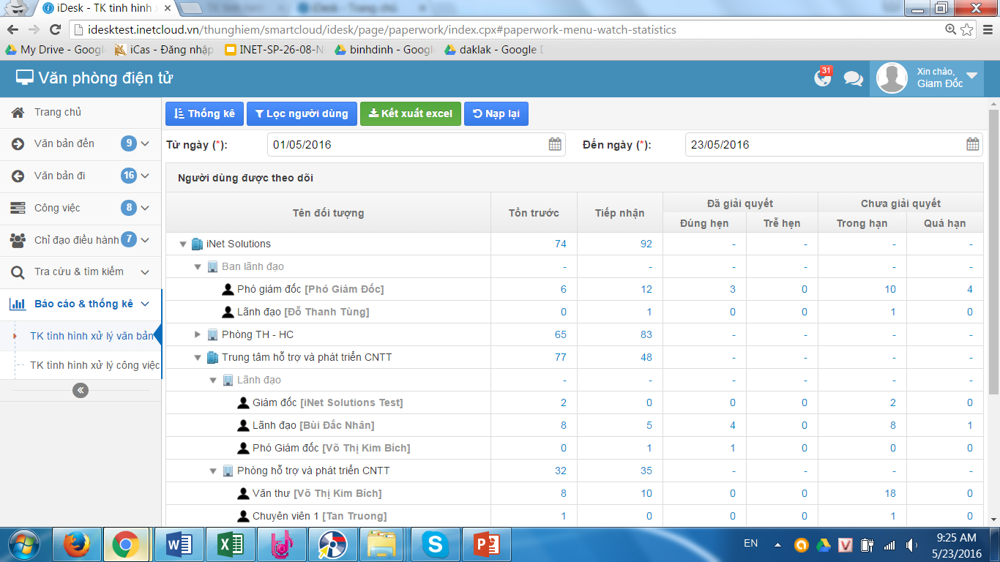 iDesk - TK tình hình x
idesktest.inetcloud.vn/thunghiem/smartcloud/idesk/page/paperwork/index.cpx#paperwork-menu-watch-statistics
My Drive - Googl iCas - Đăng nhập INET-SP-26-08-N binhdinh - Googl daklak - Google D
Văn phòng điện tử
31
Xin chào,
Giam Đốc
Trang chủ
Văn bản đến 9
Văn bản đi 16
Công việc 8
Chỉ đạo điều hành 7
Tra cứu & tìm kiếm
Báo cáo & thống kê
TK tình hình xử lý văn bản
TK tình hình xử lý công việc
Thống kê Lọc người dùng Kết xuất excel Nạp lại
Từ ngày (*): 01/05/2016 Đến ngày (*): 23/05/2016
Người dùng được theo dõi
Tên đối tượng Tồn trước Tiếp nhận Đã giải quyết Chưa giải quyết
Đúng hẹn Trễ hẹn Trong hạn Quá hạn
iNet Solutions 74 92 - - - -
Ban lãnh đạo - - - - - -
Phó giám đốc [Phó Giám Đốc] 6 12 3 0 10 4
Lãnh đạo [Đỗ Thanh Tùng] 0 1 0 0 1 0
Phòng TH - HC 65 83 - - - -
Trung tâm hỗ trợ và phát triển CNTT 77 48 - - - -
Lãnh đạo - - - - - -
Giám đốc [iNet Solutions Test] 2 0 0 0 2 0
Lãnh đạo [Bùi Đắc Nhân] 8 5 4 0 8 1
Phó Giám đốc [Võ Thị Kim Bích] 0 1 1 0 0 0
Phòng hỗ trợ và phát triển CNTT 32 35 - - - -
Văn thư [Võ Thị Kim Bích] 8 10 0 0 18 0
Chuyên viên 1 [Tan Truong] 1 0 0 0 1 0
EN
9:25 AM
5/23/2016